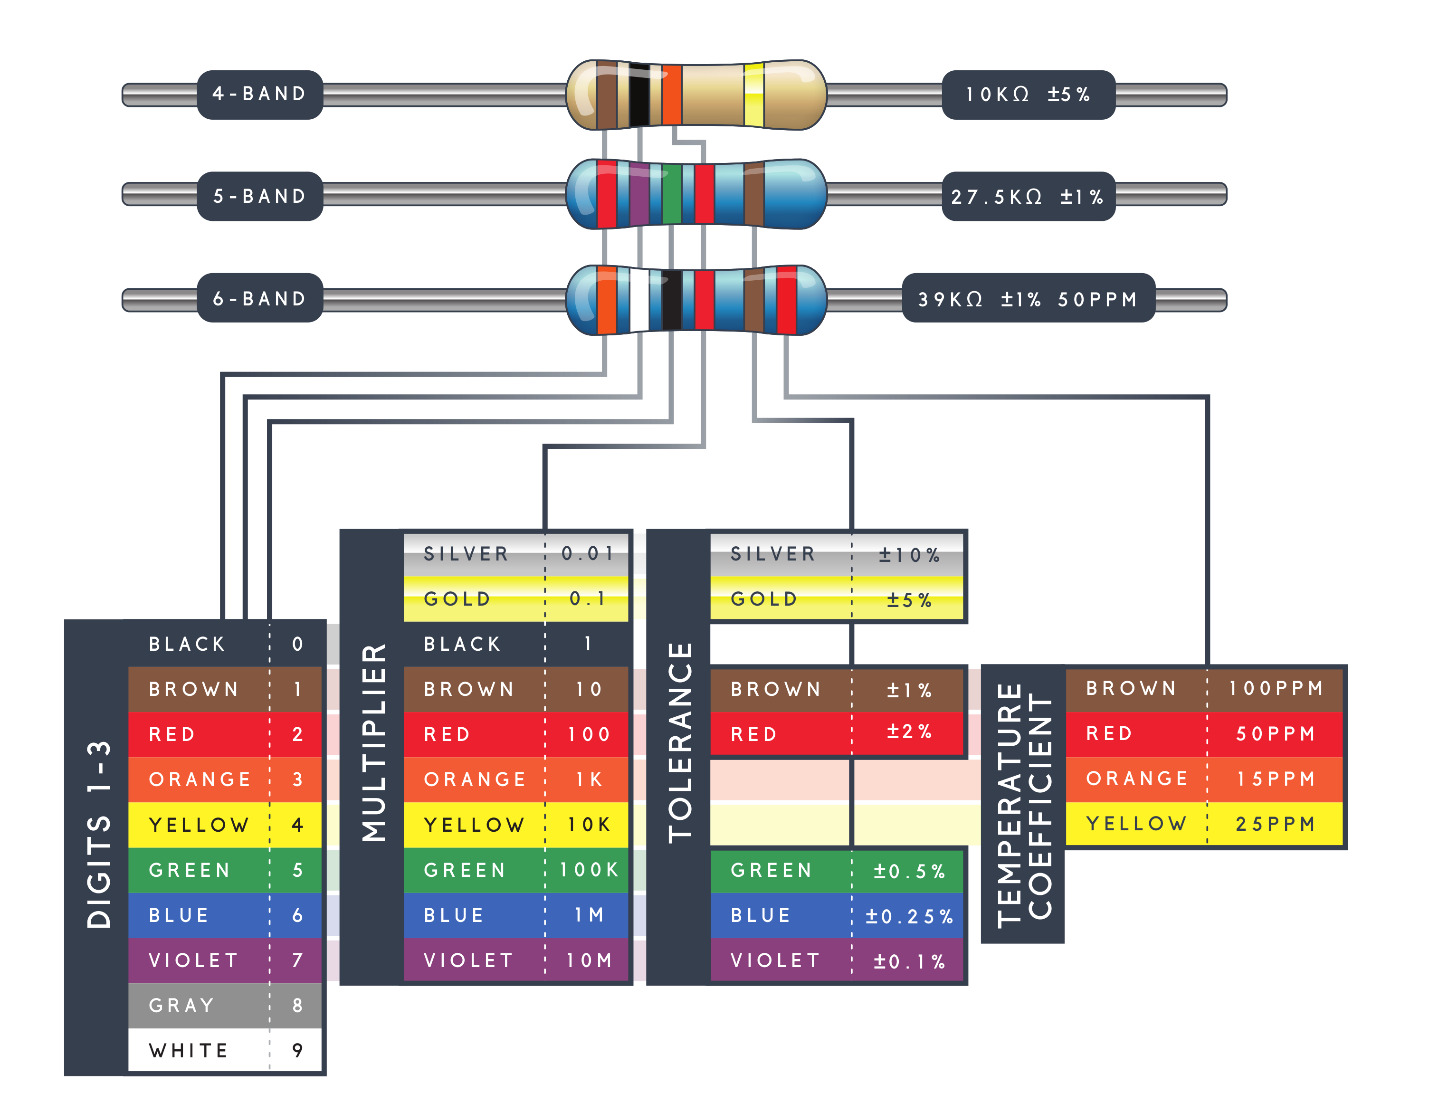 4-BAND
10KΩ ±5%
5-BAND
27.5KΩ ±1%
6-BAND
39KΩ ±1% 50PPM
DIGITS 1-3
BLACK 0
BROWN 1
RED 2
ORANGE 3
YELLOW 4
GREEN 5
BLUE 6
VIOLET 7
GRAY 8
WHITE 9
MULTIPLIER
SILVER 0.01
GOLD 0.1
BLACK 1
BROWN 10
RED 100
ORANGE 1K
YELLOW 10K
GREEN 100K
BLUE 1M
VIOLET 10M
TOLERANCE
SILVER ±10%
GOLD ±5%
BROWN ±1%
RED ±2%
GREEN ±0.5%
BLUE ±0.25%
VIOLET ±0.1%
TEMPERATURE
COEFFICIENT
BROWN 100PPM
RED 50PPM
ORANGE 15PPM
YELLOW 25PPM